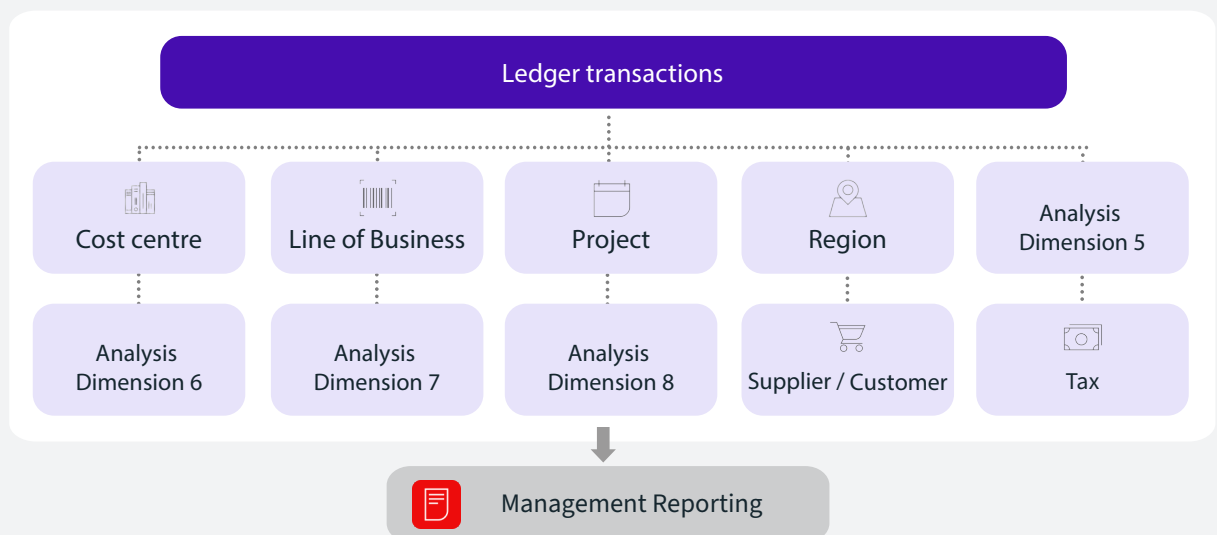 Ledger transactions
Cost centre
Line of Business
Project
Region
Analysis
Dimension 5
Analysis
Dimension 6
Analysis
Dimension 7
Analysis
Dimension 8
Supplier / Customer
Tax
Management Reporting